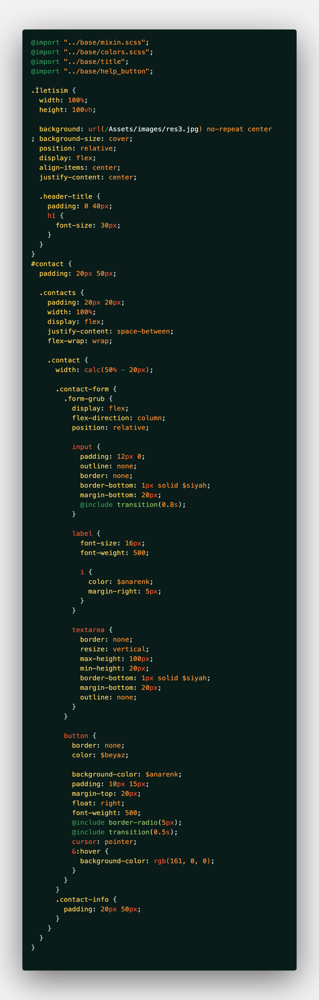 @import "../base/mixin.scss";
@import "../base/colors.scss";
@import "../base/title";
@import "../base/help_button";

.İletisim {
  width: 100%;
  height: 100vh;

  background: url(/Assets/images/res3.jpg) no-repeat center
; background-size: cover;
  position: relative;
  display: flex;
  align-items: center;
  justify-content: center;

  .header-title {
    padding: 0 40px;
    h1 {
      font-size: 30px;
    }
  }
}
#contact {
  padding: 20px 50px;

  .contacts {
    padding: 20px 20px;
    width: 100%;
    display: flex;
    justify-content: space-between;
    flex-wrap: wrap;

    .contact {
      width: calc(50% - 20px);

      .contact-form {
        .form-grub {
          display: flex;
          flex-direction: column;
          position: relative;

          input {
            padding: 12px 0;
            outline: none;
            border: none;
            border-bottom: 1px solid $siyah;
            margin-bottom: 20px;
            @include transition(0.8s);
          }

          label {
            font-size: 16px;
            font-weight: 500;

            i {
              color: $anarenk;
              margin-right: 5px;
            }
          }

          textarea {
            border: none;
            resize: vertical;
            max-height: 100px;
            min-height: 20px;
            border-bottom: 1px solid $siyah;
            margin-bottom: 20px;
            outline: none;
          }
        }

        button {
          border: none;
          color: $beyaz;

          background-color: $anarenk;
          padding: 10px 15px;
          margin-top: 20px;
          float: right;
          font-weight: 500;
          @include border-radio(5px);
          @include transition(0.5s);
          cursor: pointer;
          &:hover {
            background-color: rgb(161, 0, 0);
          }
        }
      }
      .contact-info {
        padding: 20px 50px;
      }
    }
  }
}